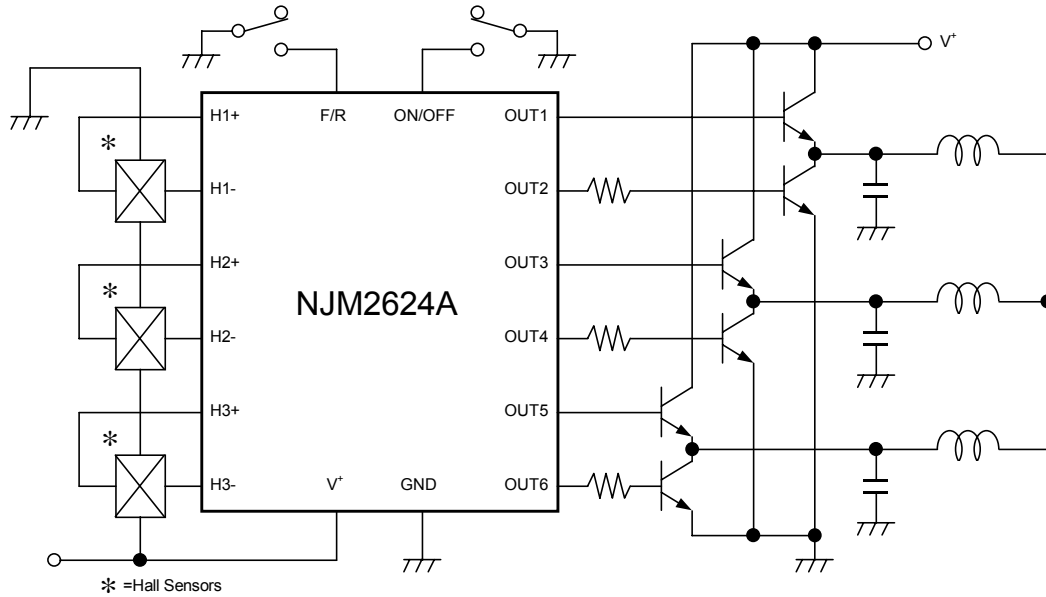 V+
H1+ F/R ON/OFF OUT1
*
H1- OUT2
H2+ OUT3
*
NJM2624A
H2- OUT4
H3+ OUT5
*
H3- V+ GND OUT6
* =Hall Sensors